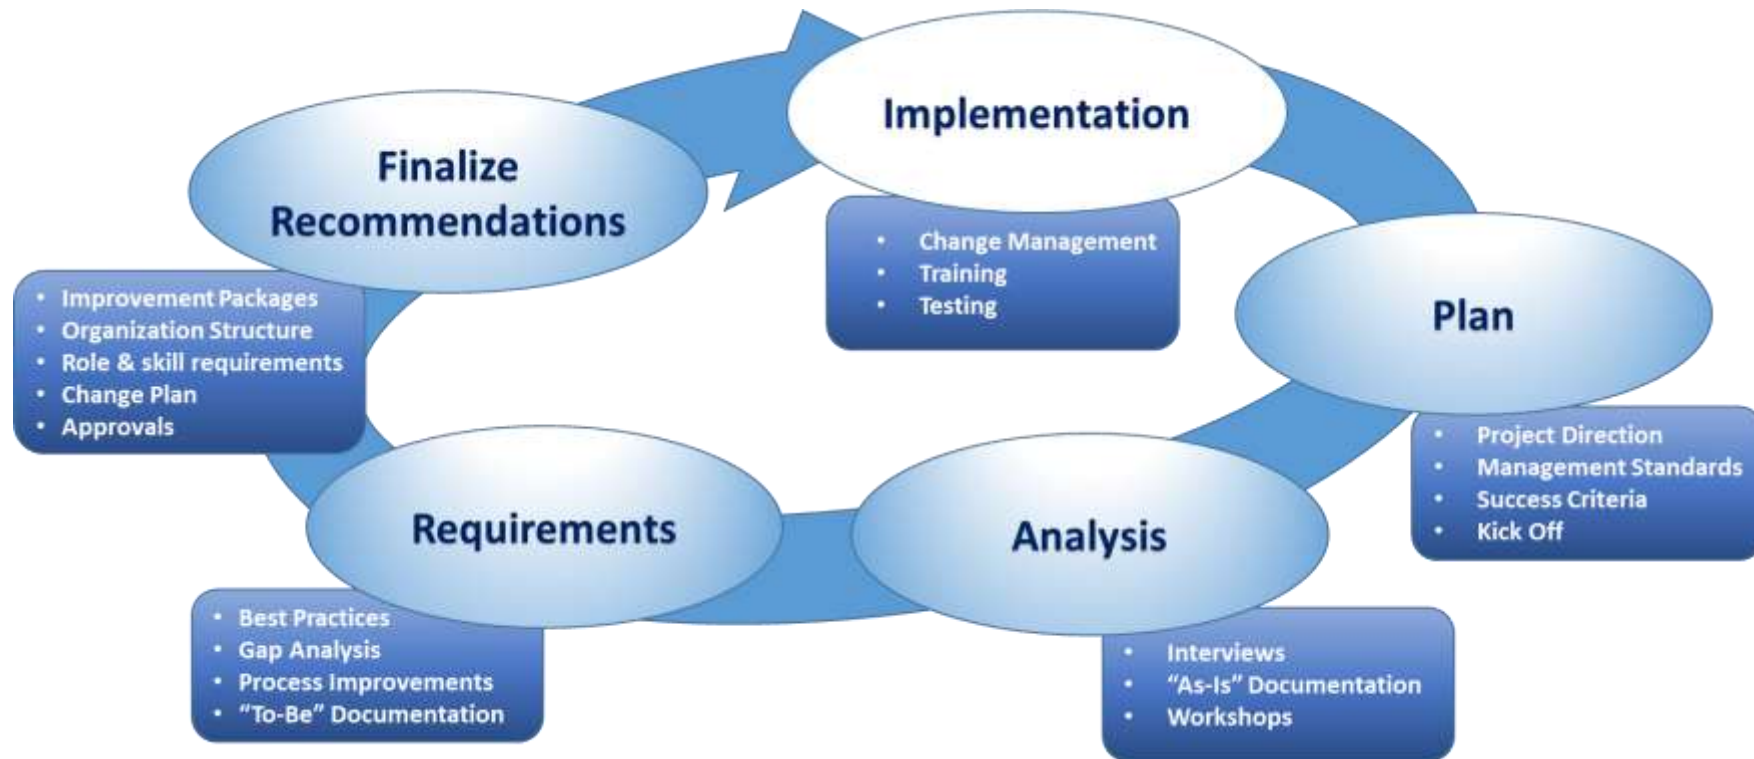 Implementation
• Change Management
• Training
• Testing
Plan
• Project Direction
• Management Standards
• Success Criteria
• Kick Off
Analysis
• Interviews
• “As-Is” Documentation
• Workshops
Requirements
• Best Practices
• Gap Analysis
• Process Improvements
• “To-Be” Documentation
Finalize
Recommendations
• Improvement Packages
• Organization Structure
• Role & skill requirements
• Change Plan
• Approvals